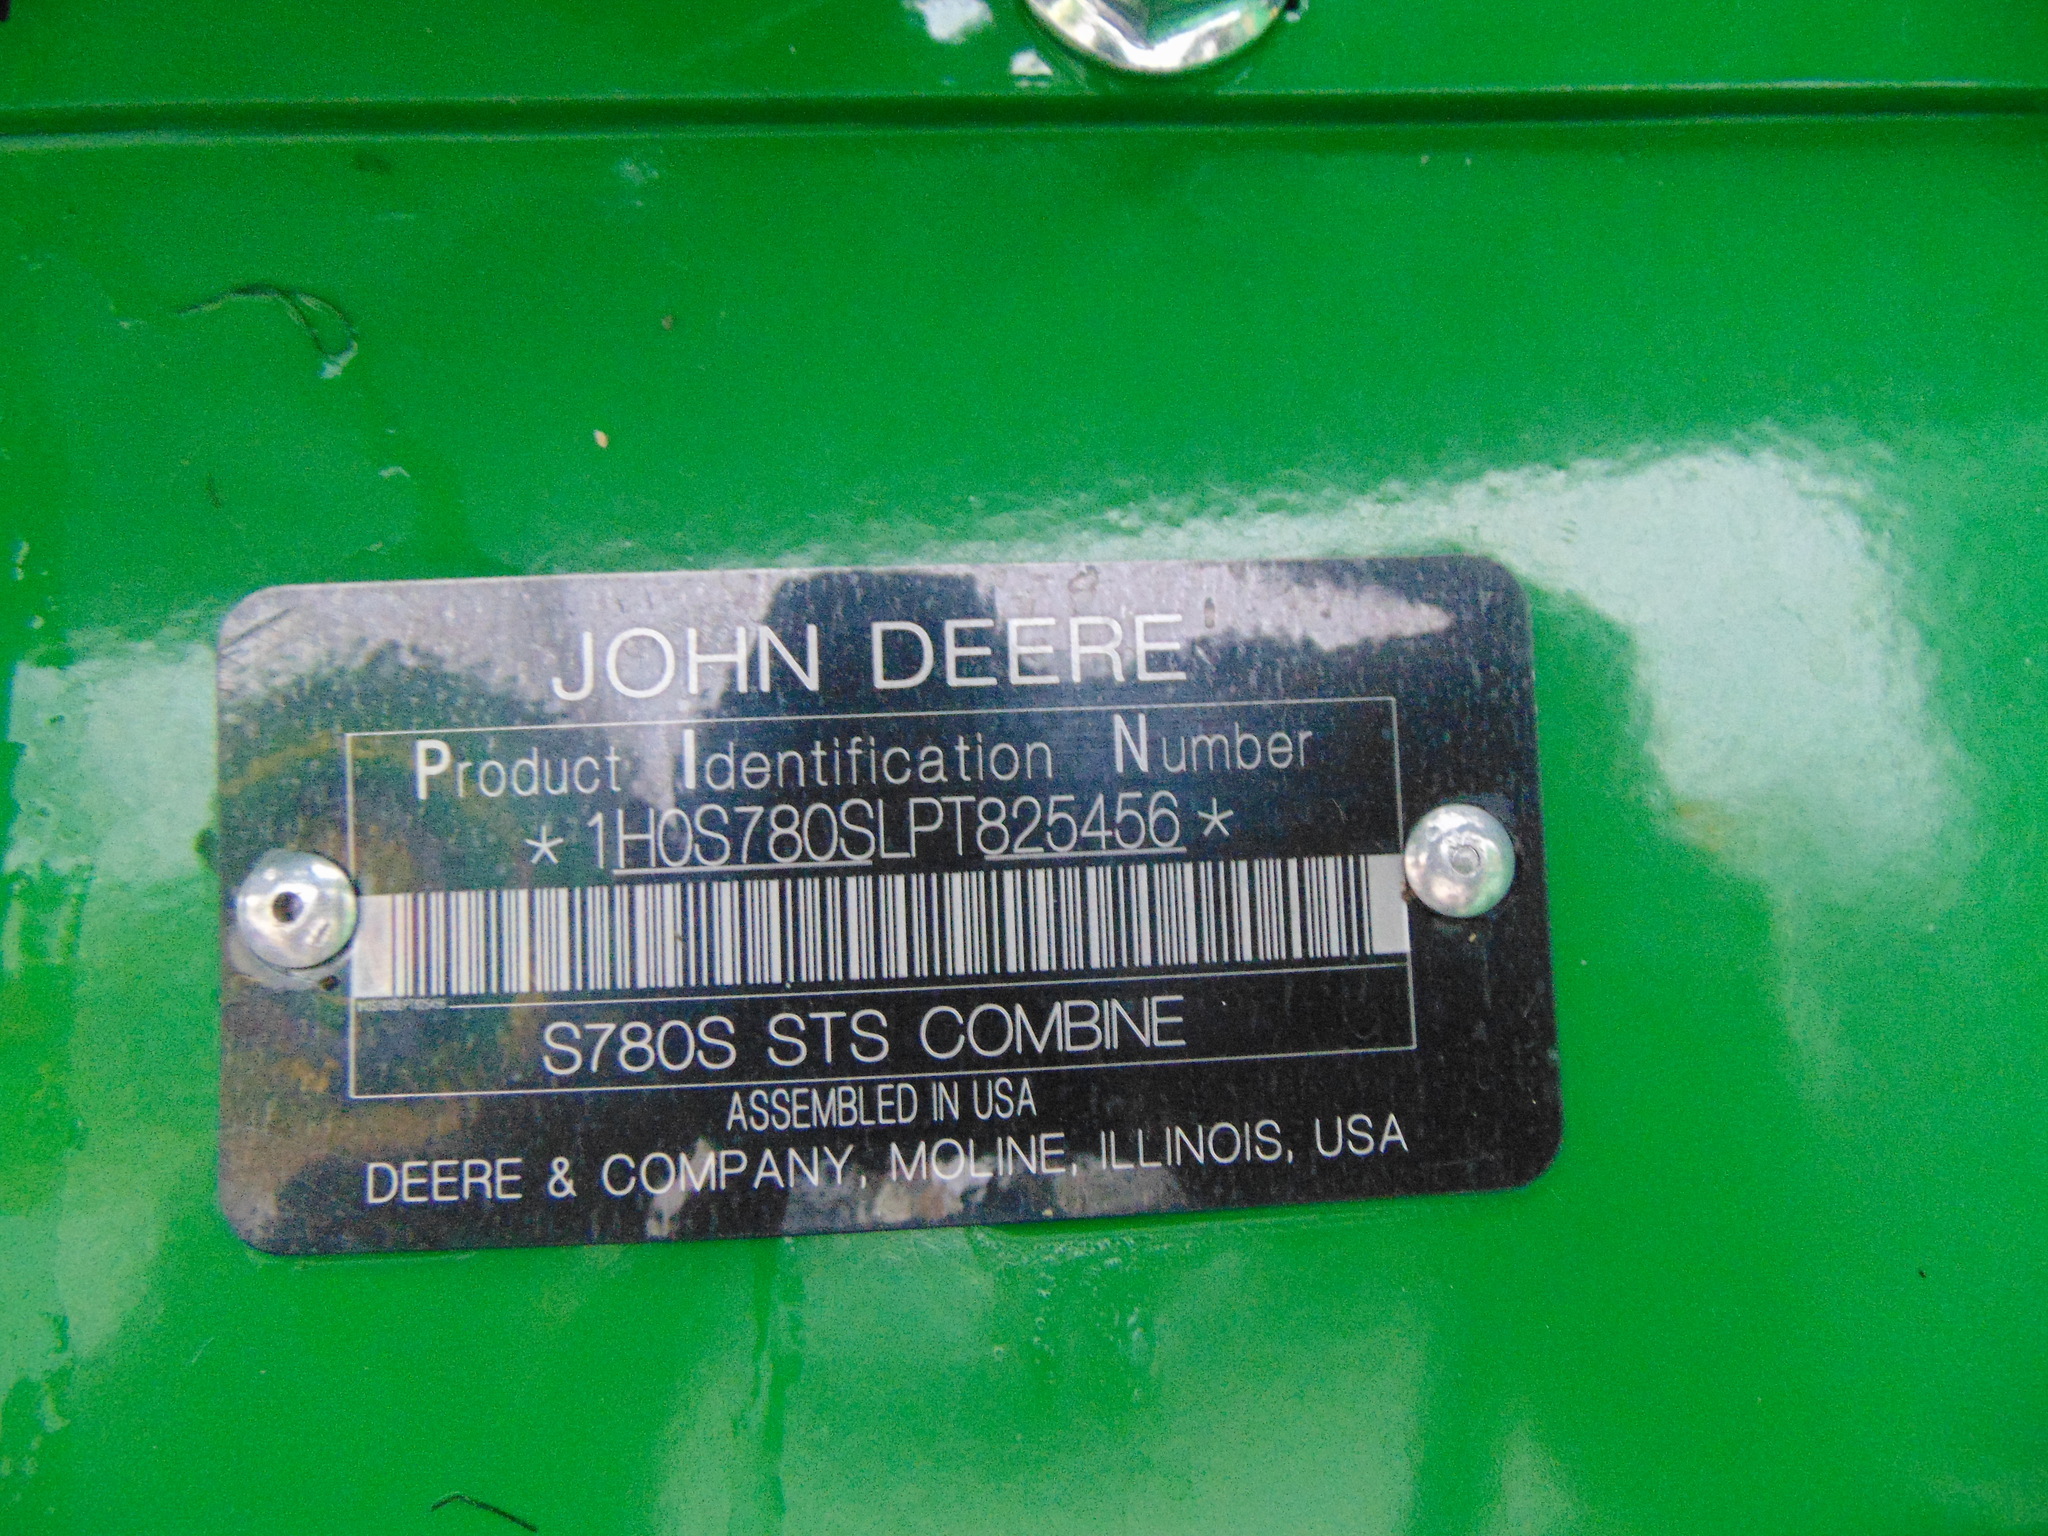 JOHN DEERE
Product Identification Number
*1H0S780SLPT825456*
S780S STS COMBINE
ASSEMBLED IN USA
DEERE & COMPANY, MOLINE, ILLINOIS, USA